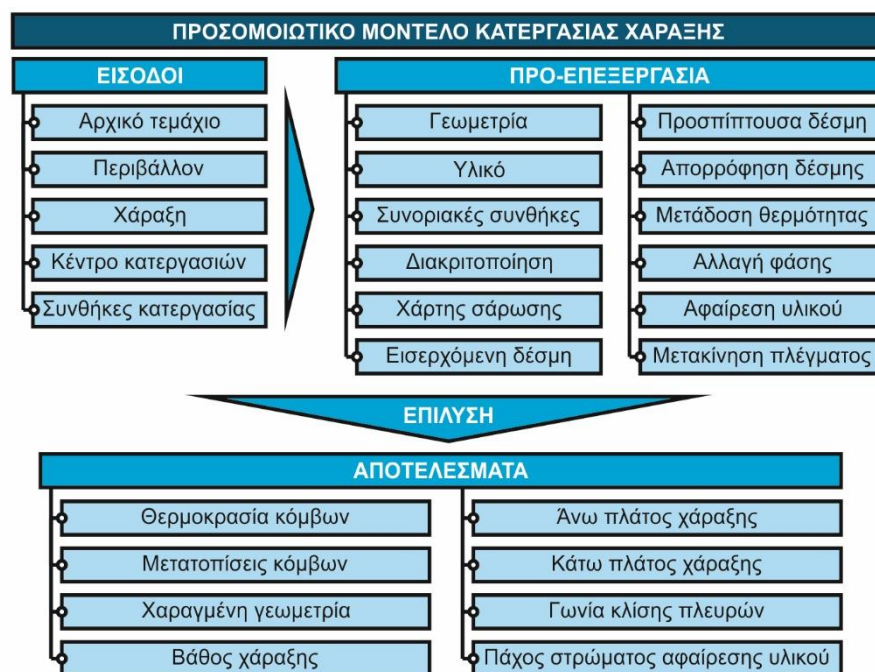 ΠΡΟΣΟΜΟΙΩΤΙΚΟ ΜΟΝΤΕΛΟ ΚΑΤΕΡΓΑΣΙΑΣ ΧΑΡΑΞΗΣ
ΕΙΣΟΔΟΙ
Αρχικό τεμάχιο
Περιβάλλον
Χάραξη
Κέντρο κατεργασιών
Συνθήκες κατεργασίας
ΠΡΟ-ΕΠΕΞΕΡΓΑΣΙΑ
Γεωμετρία
Υλικό
Συνοριακές συνθήκες
Διακριτοποίηση
Χάρτης σάρωσης
Εισερχόμενη δέσμη
Προσπίπτουσα δέσμη
Απορρόφηση δέσμης
Μετάδοση θερμότητας
Αλλαγή φάσης
Αφαίρεση υλικού
Μετακίνηση πλέγματος
ΕΠΙΛΥΣΗ
ΑΠΟΤΕΛΕΣΜΑΤΑ
Θερμοκρασία κόμβων
Μετατοπίσεις κόμβων
Χαραγμένη γεωμετρία
Βάθος χάραξης
Άνω πλάτος χάραξης
Κάτω πλάτος χάραξης
Γωνία κλίσης πλευρών
Πάχος στρώματος αφαίρεσης υλικού